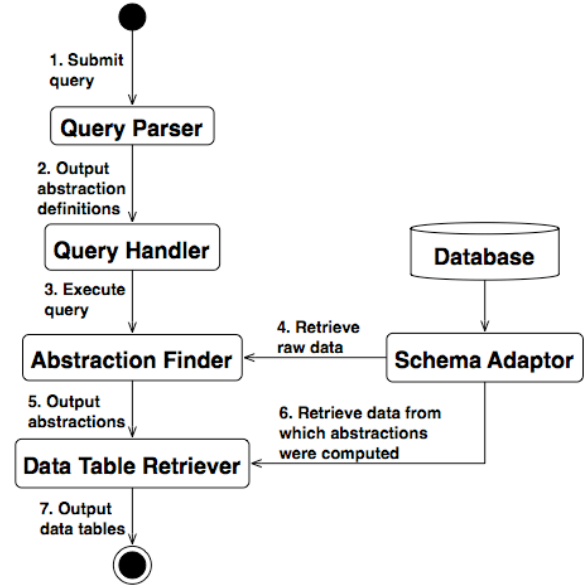 1. Submit
query
Query Parser
2. Output
abstraction
definitions
Query Handler
Database
3. Execute
query
4. Retrieve
raw data
Abstraction Finder
Schema Adaptor
5. Output
abstractions
6. Retrieve data from
which abstractions
were computed
Data Table Retriever
7. Output
data tables